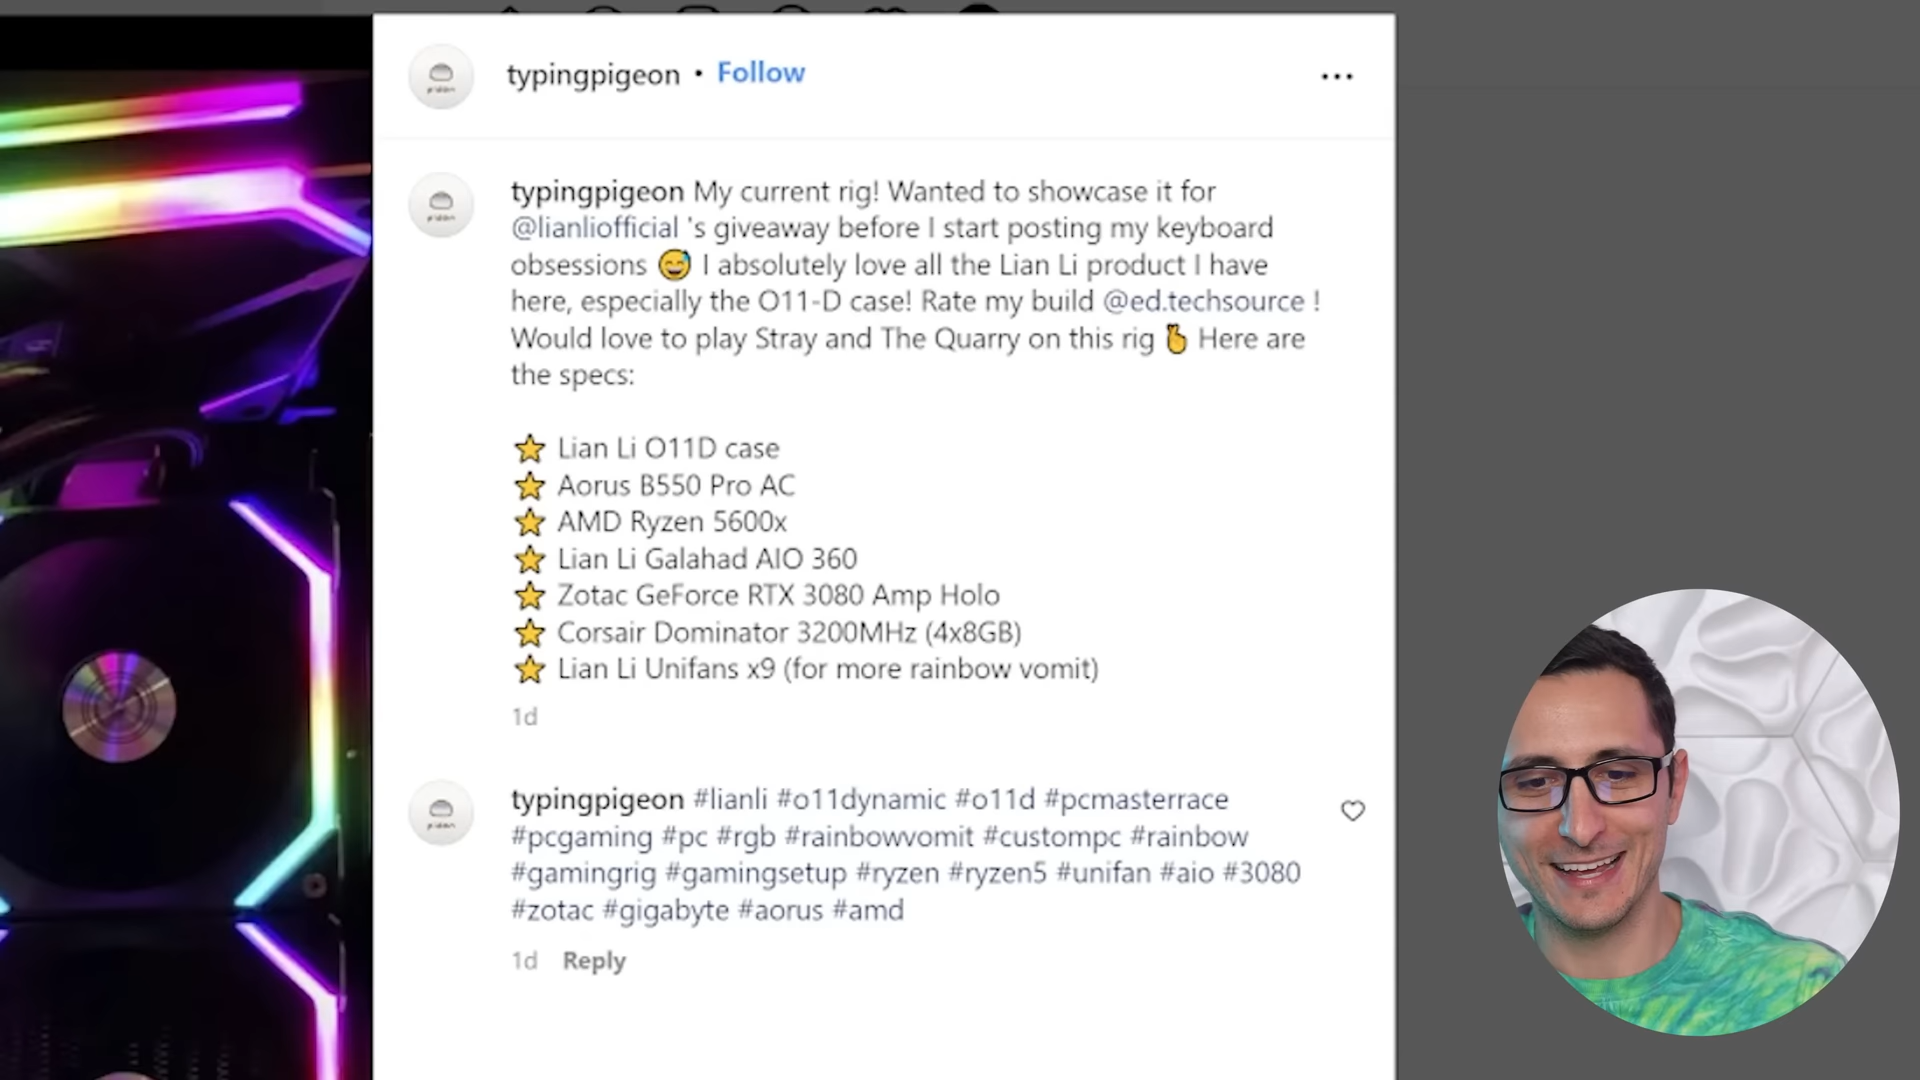 typingpigeon • Follow
typingpigeon My current rig! Wanted to showcase it for
@lianliofficial 's giveaway before I start posting my keyboard
obsessions 😅 I absolutely love all the Lian Li product I have
here, especially the O11-D case! Rate my build @ed.techsource !
Would love to play Stray and The Quarry on this rig 🫰 Here are
the specs:
⭐ Lian Li O11D case
⭐ Aorus B550 Pro AC
⭐ AMD Ryzen 5600x
⭐ Lian Li Galahad AIO 360
⭐ Zotac GeForce RTX 3080 Amp Holo
⭐ Corsair Dominator 3200MHz (4x8GB)
⭐ Lian Li Unifans x9 (for more rainbow vomit)
1d
typingpigeon #lianli #o11dynamic #o11d #pcmasterrace
#pcgaming #pc #rgb #rainbowvomit #custompc #rainbow
#gamingrig #gamingsetup #ryzen #ryzen5 #unifan #aio #3080
#zotac #gigabyte #aorus #amd
1d Reply